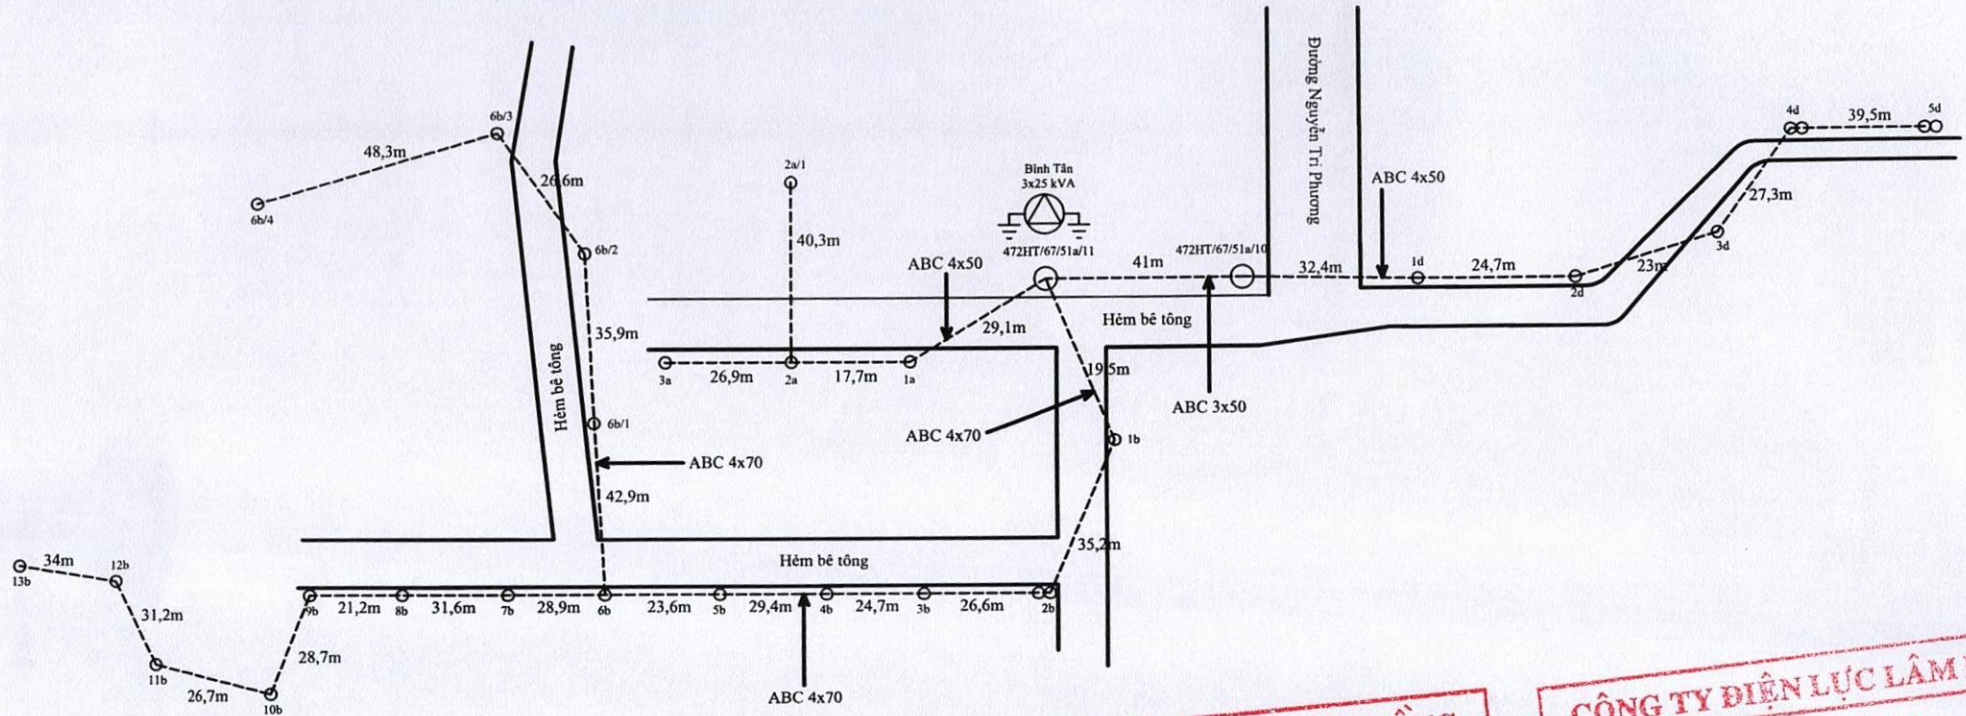 Đường Nguyễn Tri Phương
4d
39,5m
5d
6b/3
48,3m
26,6m
6b/4
2a/1
Bình Tân
3x25 kVA
472HT/67/51a/11
472HT/67/51a/10
ABC 4x50
27,3m
3d
23m
6b/2
40,3m
ABC 4x50
41m
32,4m
1d
24,7m
2d
35,9m
29,1m
Hẻm bê tông
3a
26,9m
2a
17,7m
1a
19,5m
ABC 3x50
Hẻm bê tông
6b/1
ABC 4x70
1b
ABC 4x70
42,9m
35,2m
Hẻm bê tông
13b
34m
12b
31,2m
11b
26,7m
10b
28,7m
9b
21,2m
8b
31,6m
7b
28,9m
6b
23,6m
5b
29,4m
4b
24,7m
3b
26,6m
2b
ABC 4x70
CÔNG TY ĐIỆN LỰC LÂM